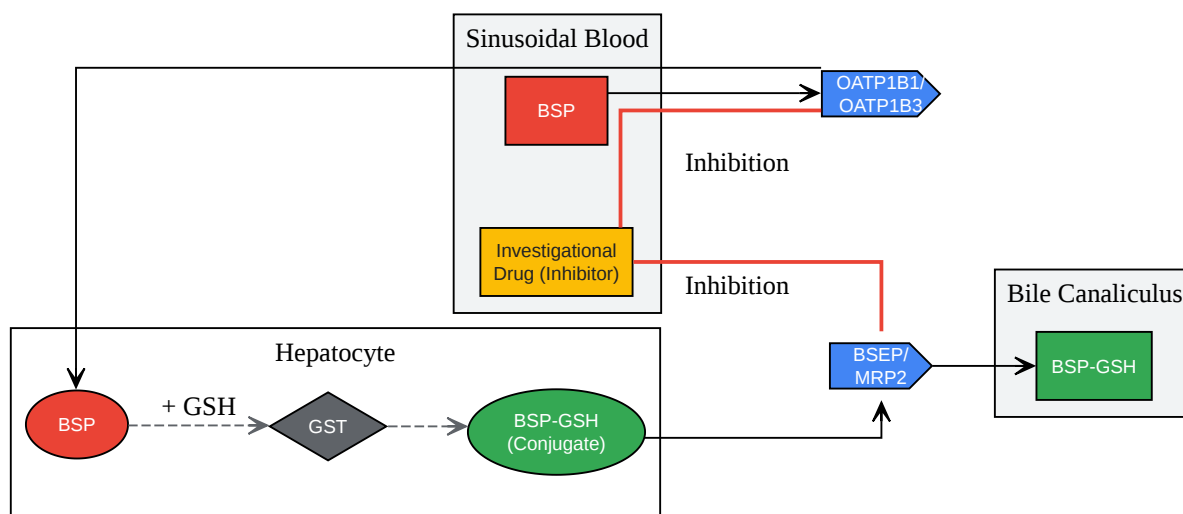 Sinusoidal Blood
BSP
OATP1B1/
OATP1B3
Inhibition
Investigational
Drug (Inhibitor)
Inhibition
Bile Canaliculus
BSP-GSH
BSEP/
MRP2
Hepatocyte
BSP
+ GSH
GST
BSP-GSH
(Conjugate)